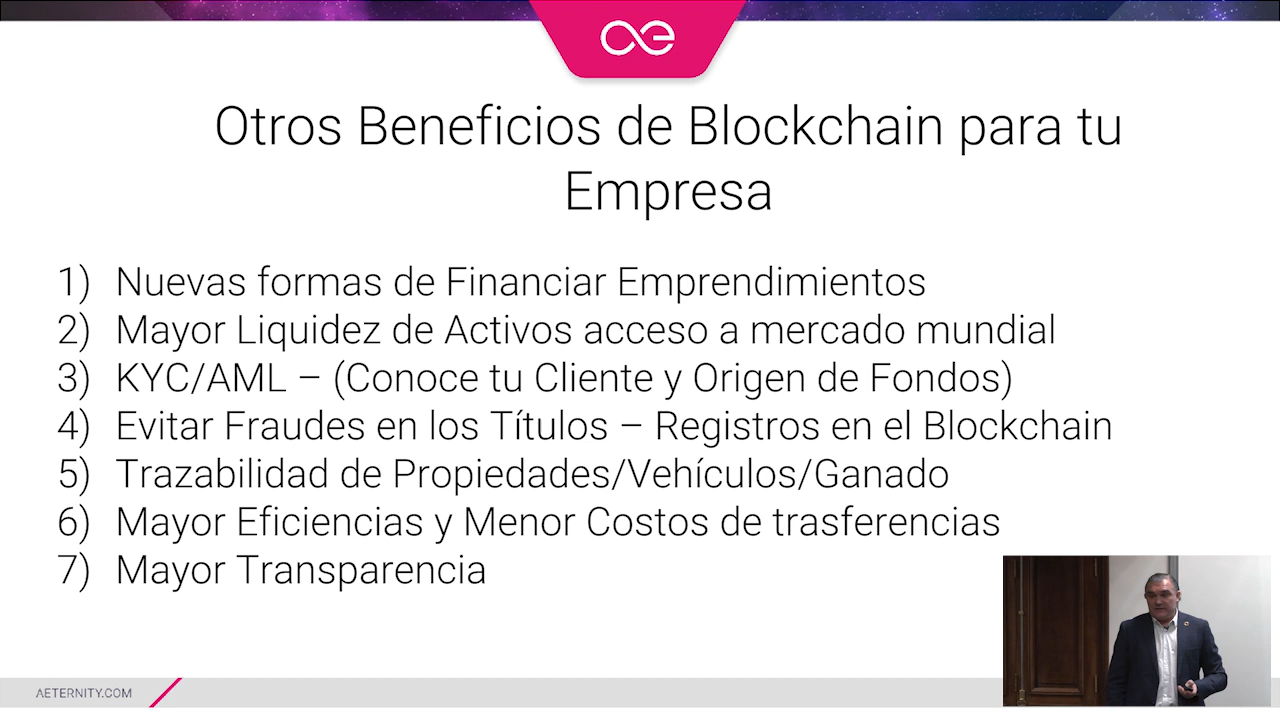 Otros Beneficios de Blockchain para tu
Empresa
1) Nuevas formas de Financiar Emprendimientos
2) Mayor Liquidez de Activos acceso a mercado mundial
3) KYC/AML – (Conoce tu Cliente y Origen de Fondos)
4) Evitar Fraudes en los Títulos – Registros en el Blockchain
5) Trazabilidad de Propiedades/Vehículos/Ganado
6) Mayor Eficiencias y Menor Costos de trasferencias
7) Mayor Transparencia
AETERNITY.COM